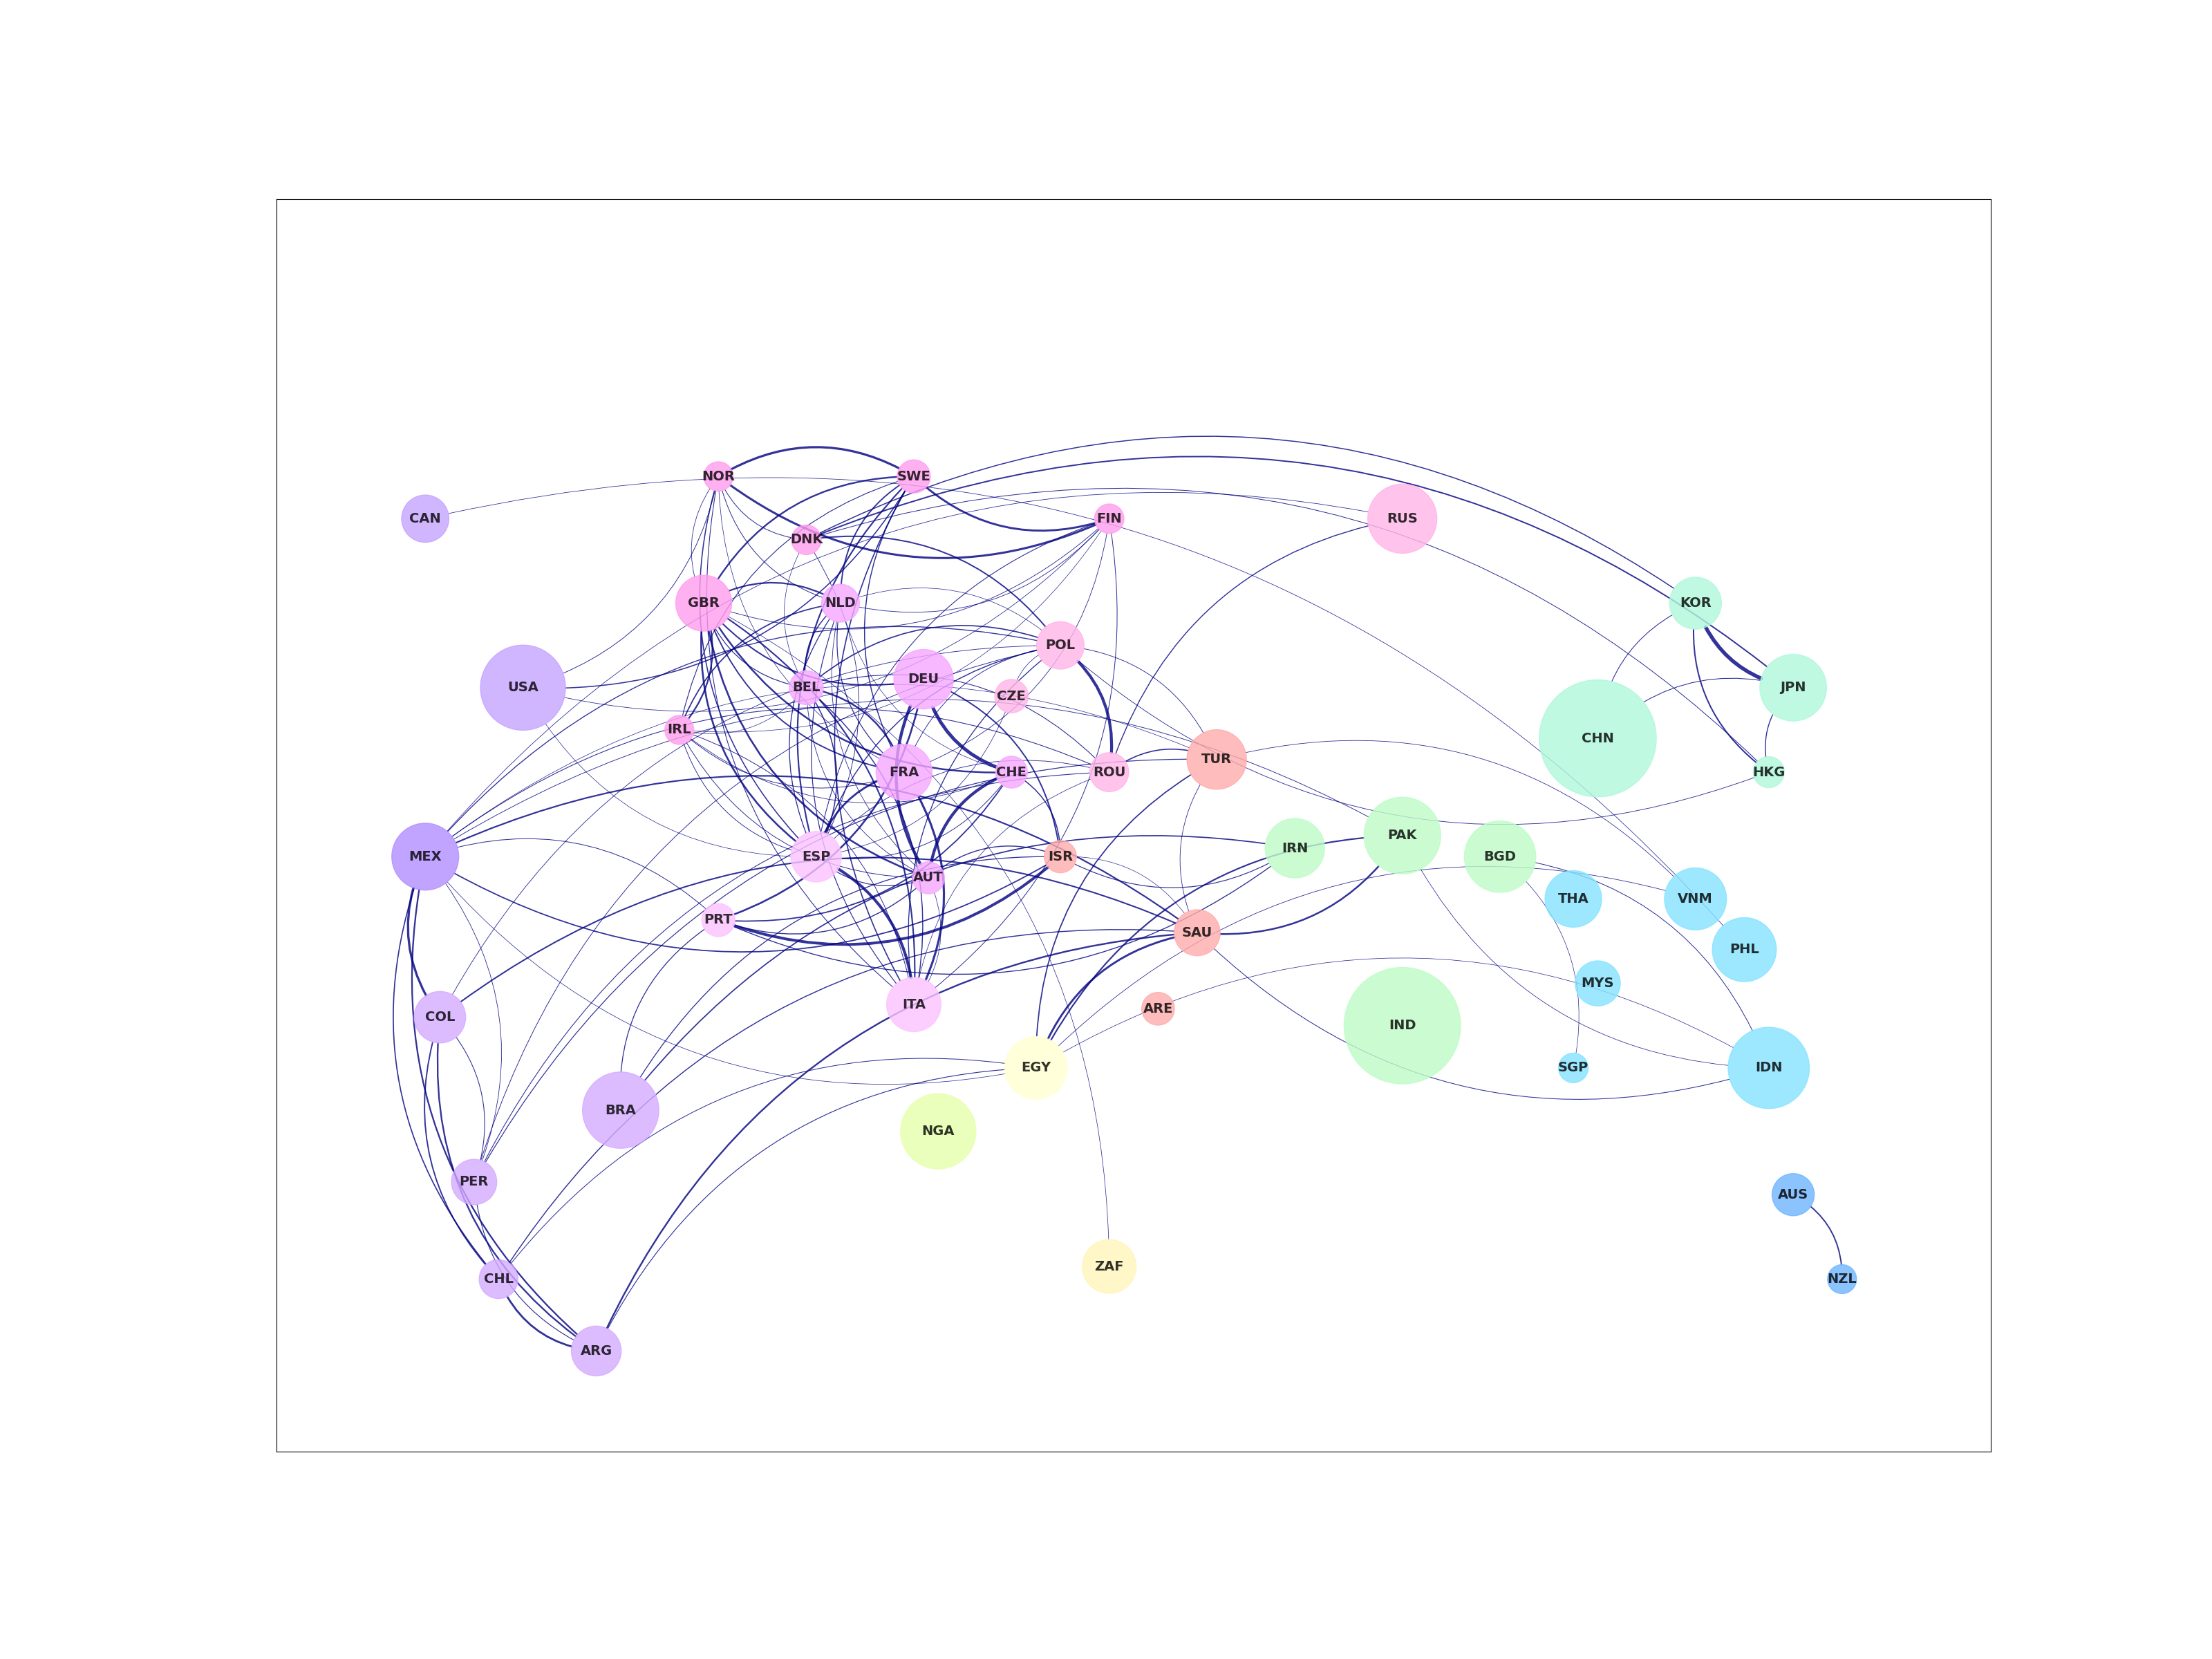 NOR
SWE
CAN
FIN
RUS
DNK
GBR
NLD
KOR
POL
DEU
USA
BEL
CZE
JPN
IRL
CHN
TUR
FRA
CHE
ROU
HKG
PAK
IRN
MEX
ESP
ISR
BGD
AUT
THA
VNM
PRT
SAU
PHL
MYS
ITA
ARE
COL
IND
EGY
SGP
IDN
BRA
NGA
PER
AUS
ZAF
CHL
NZL
ARG